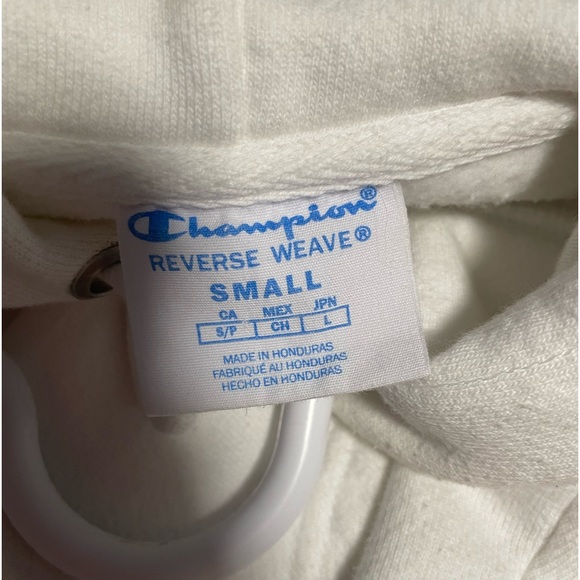 Champion®
REVERSE WEAVE®
SMALL
CA MEX JPN
S/P CH L
MADE IN HONDURAS
FABRIQUÉ AU HONDURAS
HECHO EN HONDURAS